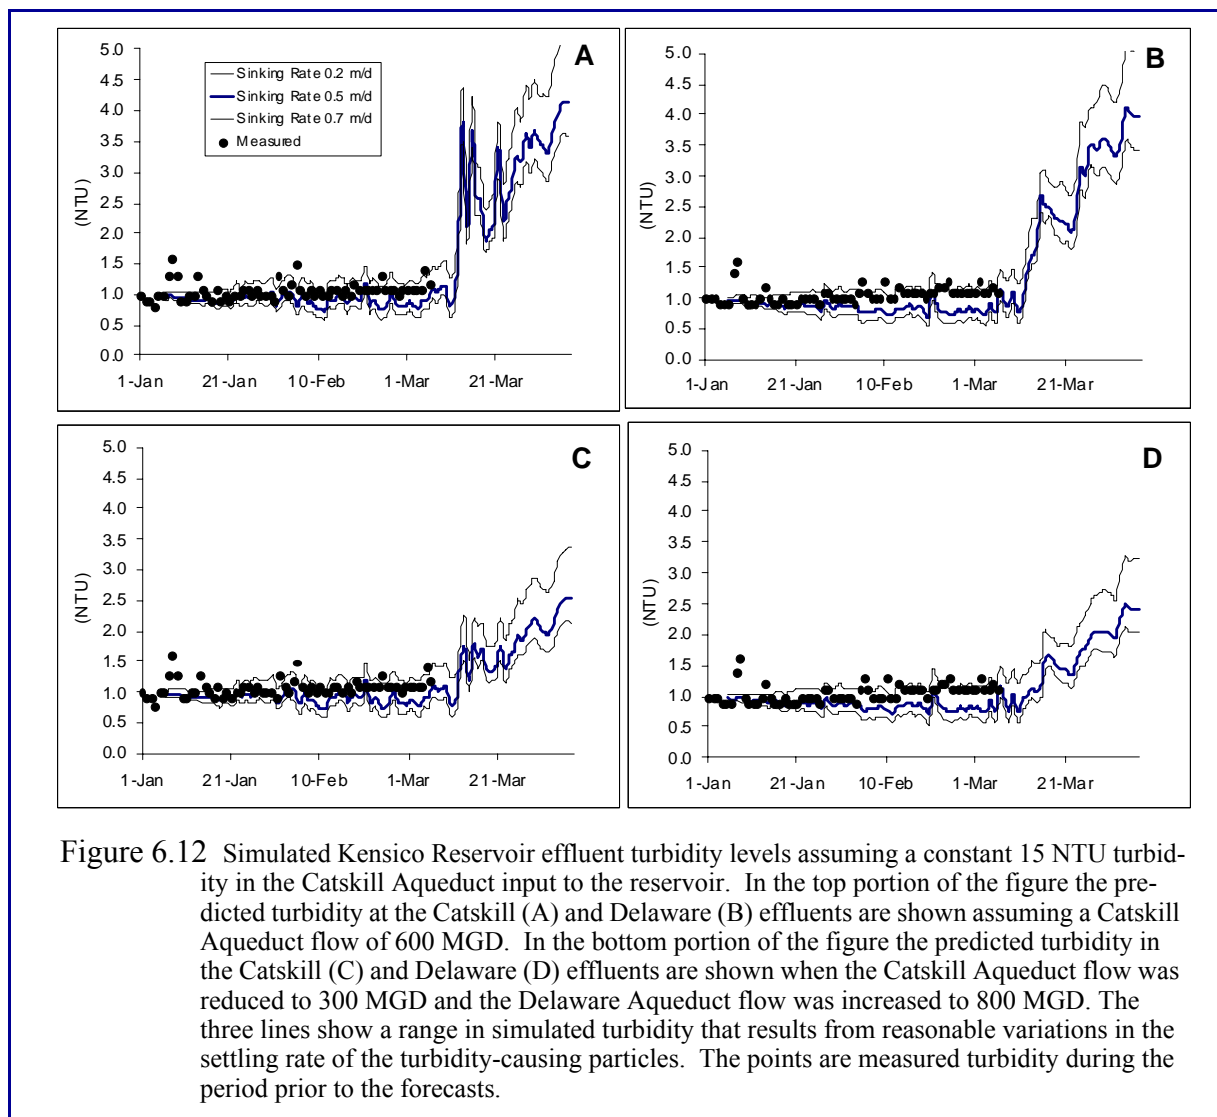 5.0
4.5
4.0
3.5
3.0
2.5
2.0
1.5
1.0
0.5
0.0
(NTU)
A
Sinking Rate 0.2 m/d
Sinking Rate 0.5 m/d
Sinking Rate 0.7 m/d
Measured
1-Jan 21-Jan 10-Feb 1-Mar 21-Mar
5.0
4.5
4.0
3.5
3.0
2.5
2.0
1.5
1.0
0.5
0.0
(NTU)
B
1-Jan 21-Jan 10-Feb 1-Mar 21-Mar
5.0
4.5
4.0
3.5
3.0
2.5
2.0
1.5
1.0
0.5
0.0
(NTU)
C
1-Jan 21-Jan 10-Feb 1-Mar 21-Mar
5.0
4.5
4.0
3.5
3.0
2.5
2.0
1.5
1.0
0.5
0.0
(NTU)
D
1-Jan 21-Jan 10-Feb 1-Mar 21-Mar
Figure 6.12 Simulated Kensico Reservoir effluent turbidity levels assuming a constant 15 NTU turbid-
ity in the Catskill Aqueduct input to the reservoir. In the top portion of the figure the pre-
dicted turbidity at the Catskill (A) and Delaware (B) effluents are shown assuming a Catskill
Aqueduct flow of 600 MGD. In the bottom portion of the figure the predicted turbidity in
the Catskill (C) and Delaware (D) effluents are shown when the Catskill Aqueduct flow was
reduced to 300 MGD and the Delaware Aqueduct flow was increased to 800 MGD. The
three lines show a range in simulated turbidity that results from reasonable variations in the
settling rate of the turbidity-causing particles. The points are measured turbidity during the
period prior to the forecasts.